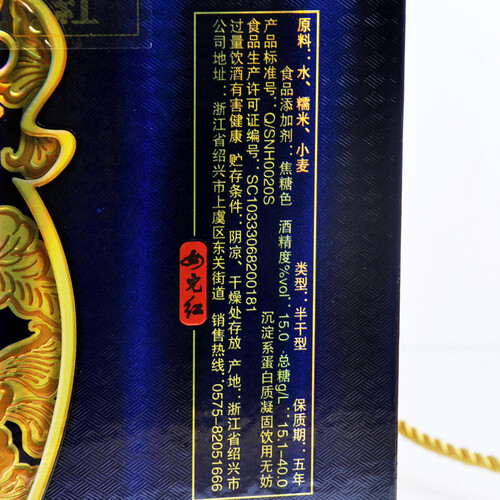 原料：水、糯米、小麦 类型：半干型 保质期：五年
食品添加剂：焦糖色 酒精度%vol：15.0 总糖g/L：15.1-40.0
产品标准号：Q/SNH0020S 沉淀系蛋白质凝固饮用无妨
食品生产许可证编号：SC10333068200181
过量饮酒有害健康 贮存条件：阴凉、干燥处存放 产地：浙江省绍兴市
公司地址：浙江省绍兴市上虞区东关街道 销售热线：0575-82051666
女儿红